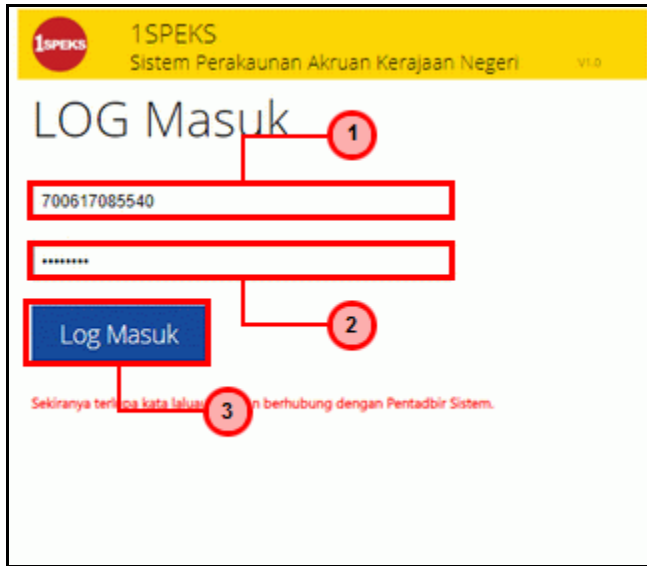 1SPEKS
1SPEKS
Sistem Perakaunan Akruan Kerajaan Negeri V1.0
LOG Masuk
1
700617085540
••••••••
2
Log Masuk
3
Sekiranya kata berhubung dengan Pentadbir Sistem.